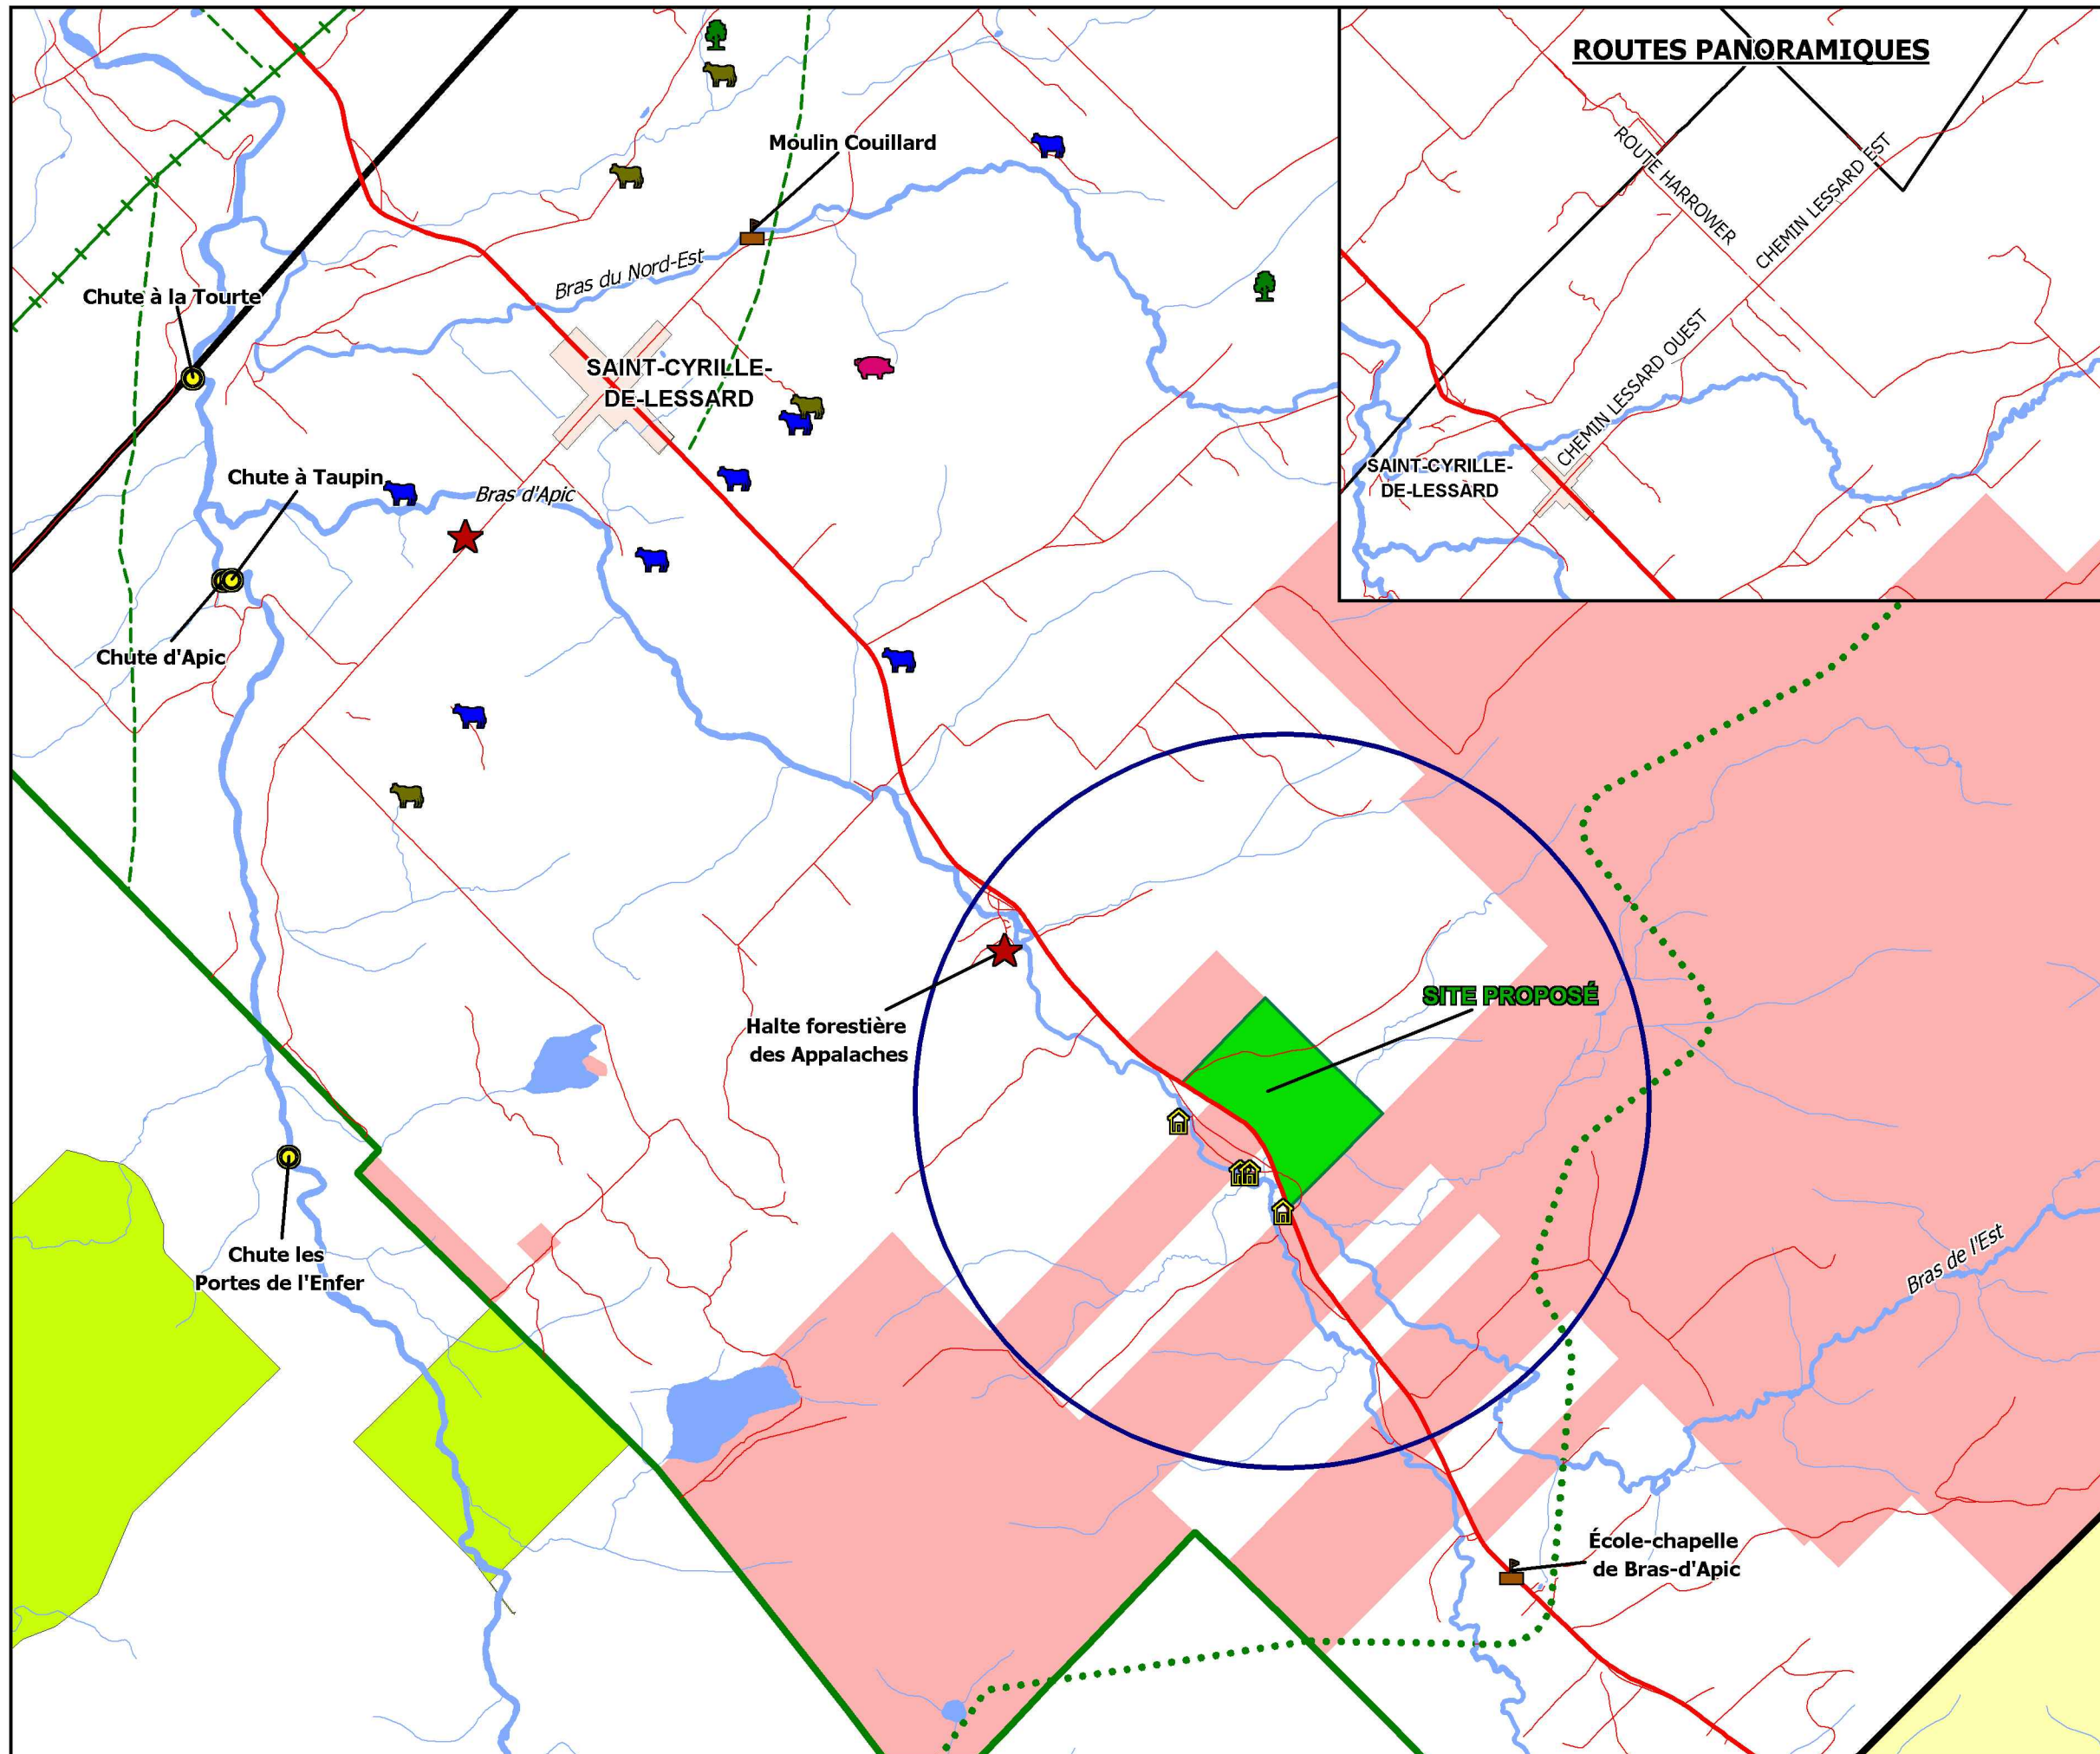 ROUTES PANORAMIQUES
ROUTE HARROWER
CHEMIN LESSARD EST
CHEMIN LESSARD OUEST
SAINT-CYRILLE-
DE-LESSARD
Moulin Couillard
Bras du Nord-Est
Chute à la Tourte
SAINT-CYRILLE-
DE-LESSARD
Chute à Taupin
Bras d'Apic
Chute d'Apic
SITE PROPOSÉ
Halte forestière
des Appalaches
Chute les
Portes de l'Enfer
Bras de l'Est
École-chapelle
de Bras-d'Apic